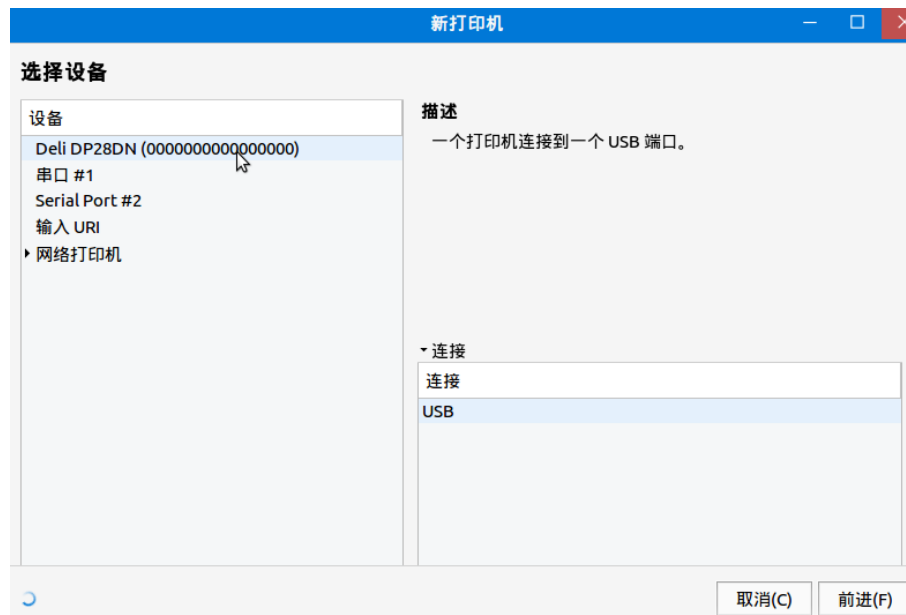 新打印机
选择设备
设备
Deli DP28DN (0000000000000000)
串口 #1
Serial Port #2
输入 URI
网络打印机
描述
一个打印机连接到一个 USB 端口。
连接
连接
USB
取消(C)
前进(F)